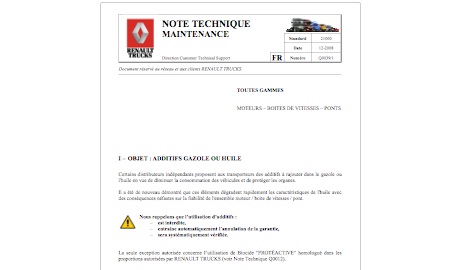 NOTE TECHNIQUE
MAINTENANCE
RENAULT
TRUCKS
Direction Customer Technical Support
FR
Standard
Date 12-2008
Numéro
Document réservé au réseau et aux clients RENAULT TRUCKS.
TOUTES GAMMES
MOTEURS – BOITES DE VITESSES – PONTS
I – OBJET : ADDITIFS GAZOLE OU HUILE
Certains distributeurs indépendants proposent aux transporteurs des additifs à rajouter dans le gazole ou
l'huile en vue de diminuer la consommation des véhicules et de protéger les organes.
Il a été de nouveau démontré que ces éléments dégradent rapidement les caractéristiques de l'huile avec
des conséquences néfastes sur la fiabilité de l'ensemble moteur / boite de vitesses / pont.
Nous rappelons que l'utilisation d'additifs :
– est interdite,
– entraîne automatiquement l'annulation de la garantie,
– sera systématiquement vérifiée.
La seule exception autorisée concerne l'utilisation de Biocide "PROTÉACTIVE" homologué dans les
proportions autorisées par RENAULT TRUCKS (voir Note Technique Q0012).